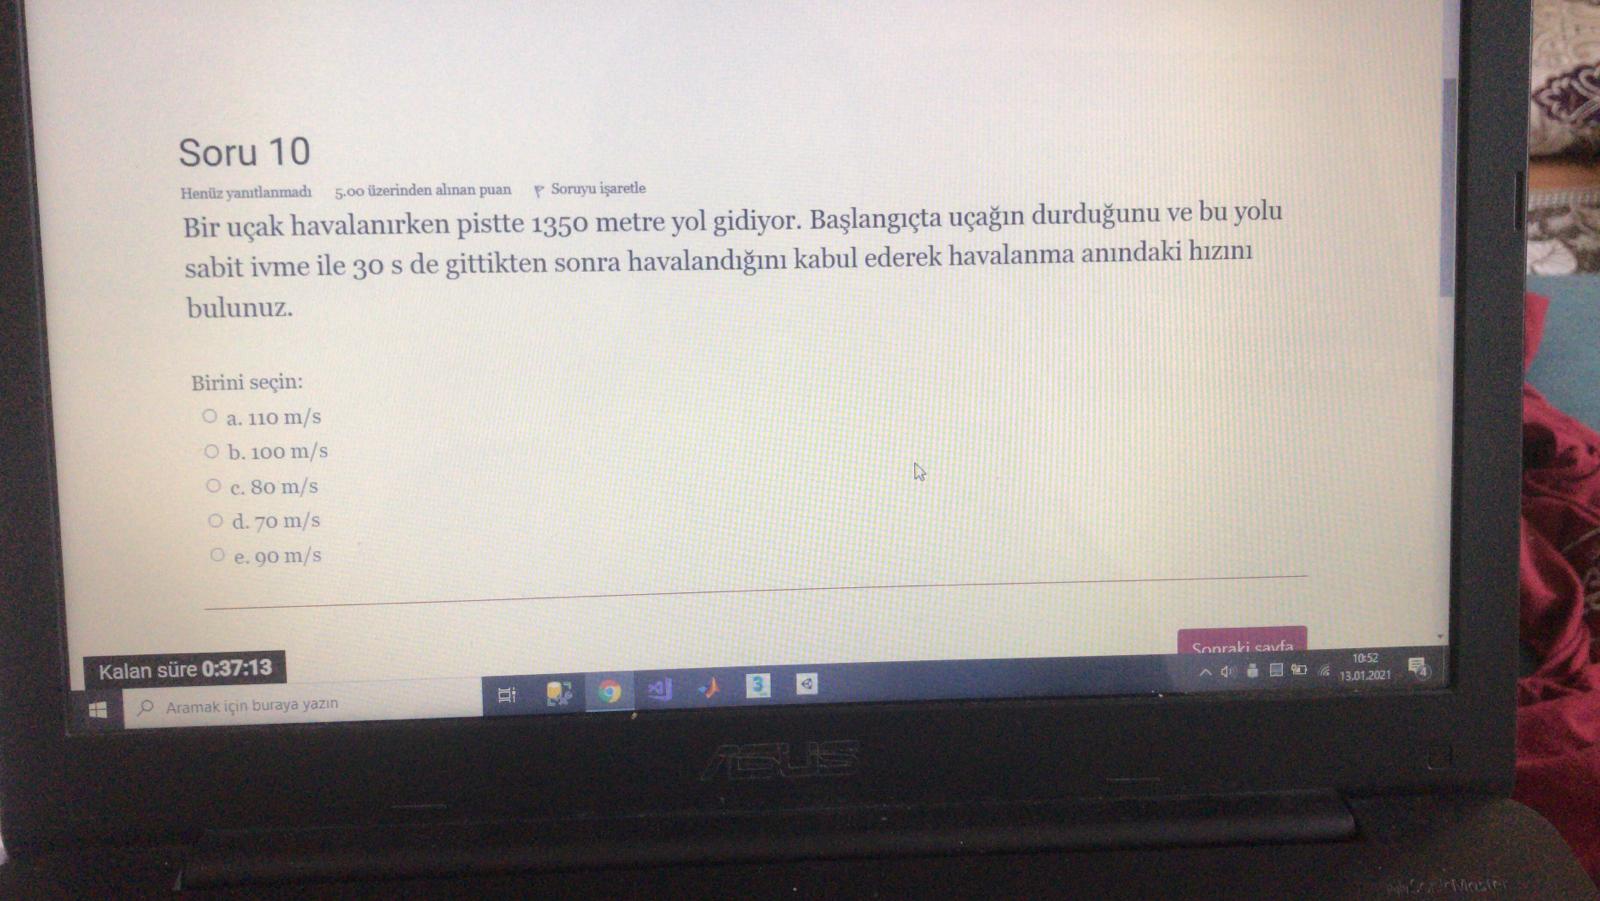 Soru 10
Henüz yanıtlanmadı 5.00 üzerinden alınan puan Soruyu işaretle
Bir uçak havalanırken pistte 1350 metre yol gidiyor. Başlangıçta uçağın durduğunu ve bu yolu
sabit ivme ile 30 s de gittikten sonra havalandığını kabul ederek havalanma anındaki hızını
bulunuz.
Birini seçin:
a. 110 m/s
b. 100 m/s
c. 80 m/s
d. 70 m/s
e. 90 m/s
Sonraki sayfa
Kalan süre 0:37:13
Aramak için buraya yazın
3
10:52
13.01.2021
4
ASUS
SonicMaster